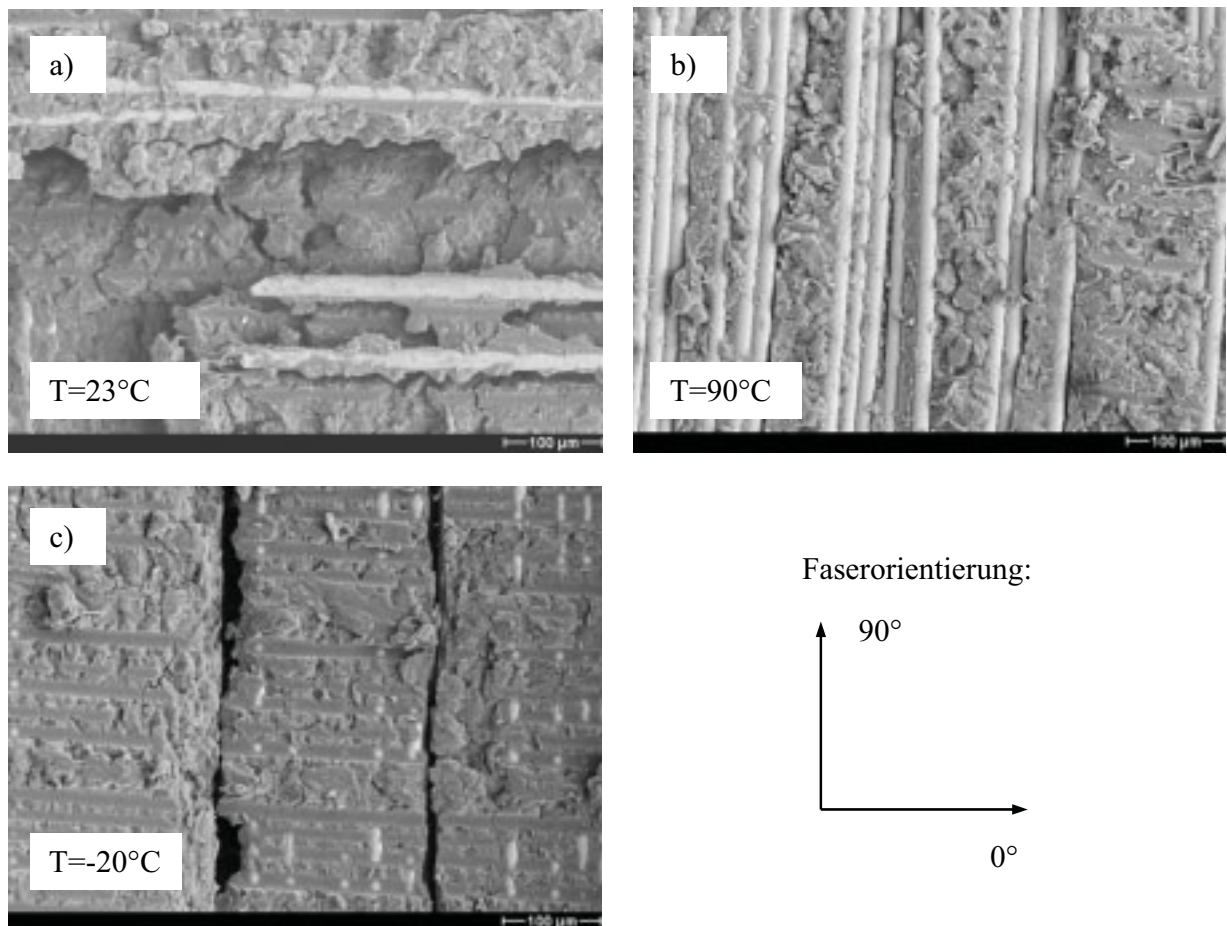 a)
T=23°C
100 µm
b)
T=90°C
100 µm
c)
T=-20°C
100 µm
Faserorientierung:
90°
0°